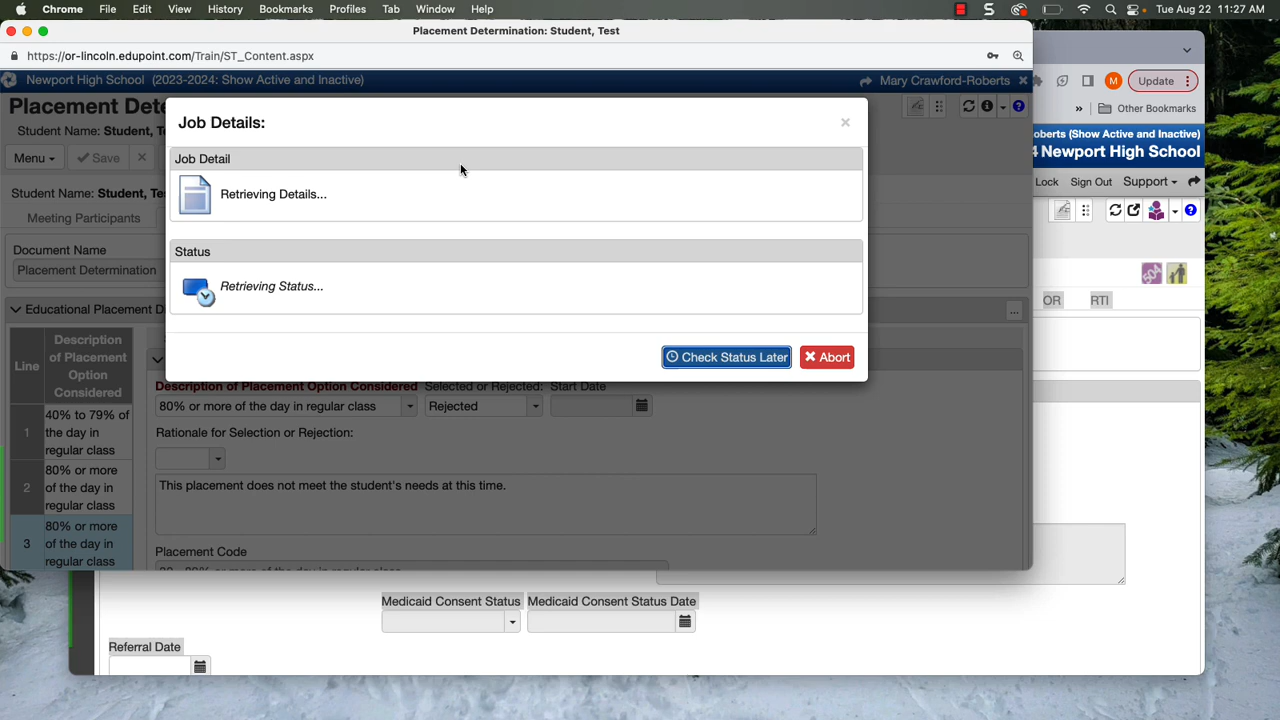 Chrome File Edit View History Bookmarks Profiles Tab Window Help Tue Aug 22 11:27 AM
Placement Determination: Student, Test
https://or-lincoln.edupoint.com/Train/ST_Content.aspx
Update
Other Bookmarks
Newport High School (2023-2024: Show Active and Inactive) Mary Crawford-Roberts
oberts (Show Active and Inactive)
4 Newport High School
Placement Dete
Student Name: Student, T
Menu Save
Lock Sign Out Support
Student Name: Student, Tes
Meeting Participants
Document Name
Placement Determination
Educational Placement D
OR RTI
Job Details:
Job Detail
Retrieving Details...
Status
Retrieving Status...
Check Status Later Abort
Line
Description of Placement Option Considered
1
40% to 79% of the day in regular class
2
80% or more of the day in regular class
3
80% or more of the day in regular class
Description of Placement Option Considered Selected or Rejected: Start Date
80% or more of the day in regular class Rejected
Rationale for Selection or Rejection:
This placement does not meet the student's needs at this time.
Placement Code
Medicaid Consent Status Medicaid Consent Status Date
Referral Date